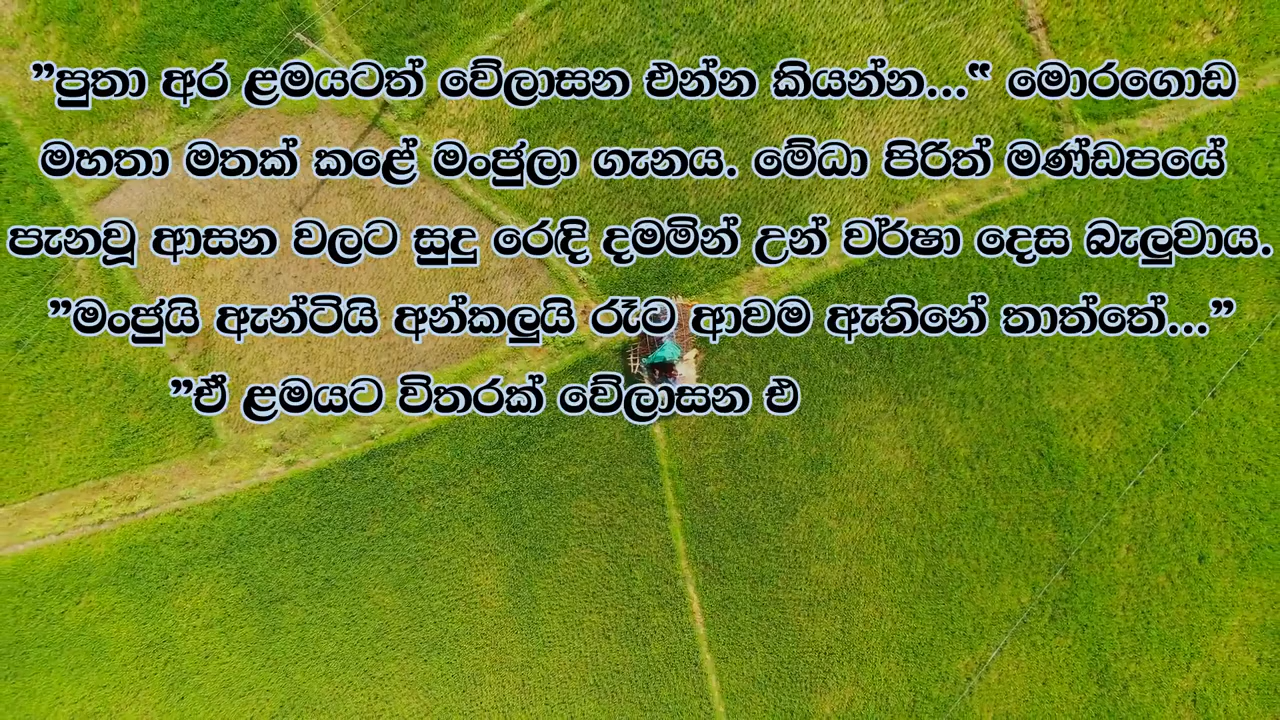 ”පුතා අර ළමයටත් වේලාසන එන්න කියන්න...“ මොරගොඩ
මහතා මතක් කළේ මංජුලා ගැනය. මේධා පිරිත් මණ්ඩපයේ
පැනවූ ආසන වලට සුදු රෙදි දමමින් උන් වර්ෂා දෙස බැලුවාය.
”මංජුයි ඇන්ටියි අන්කලුයි රෑට ආවම ඇතිනේ තාත්තේ...”
”ඒ ළමයට විතරක් වේලාසන එ